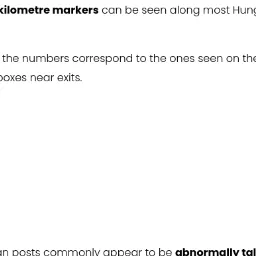 kilometre markers can be seen along most Hung
the numbers correspond to the ones seen on the
boxes near exits.
an posts commonly appear to be abnormally tal